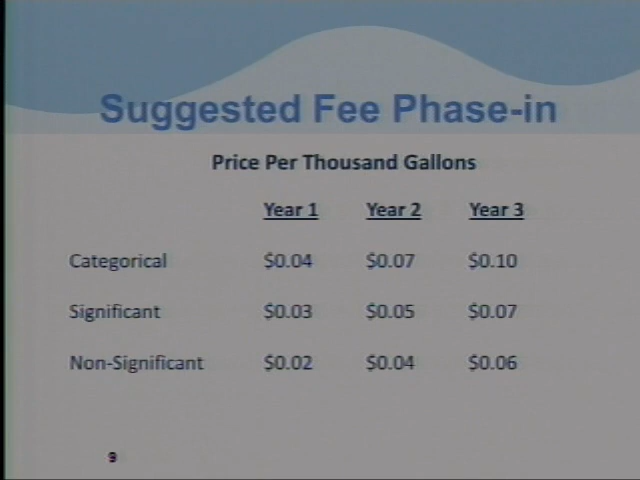 Suggested Fee Phase-in
Price Per Thousand Gallons
Year 1 Year 2 Year 3
Categorical $0.04 $0.07 $0.10
Significant $0.03 $0.05 $0.07
Non-Significant $0.02 $0.04 $0.06
9